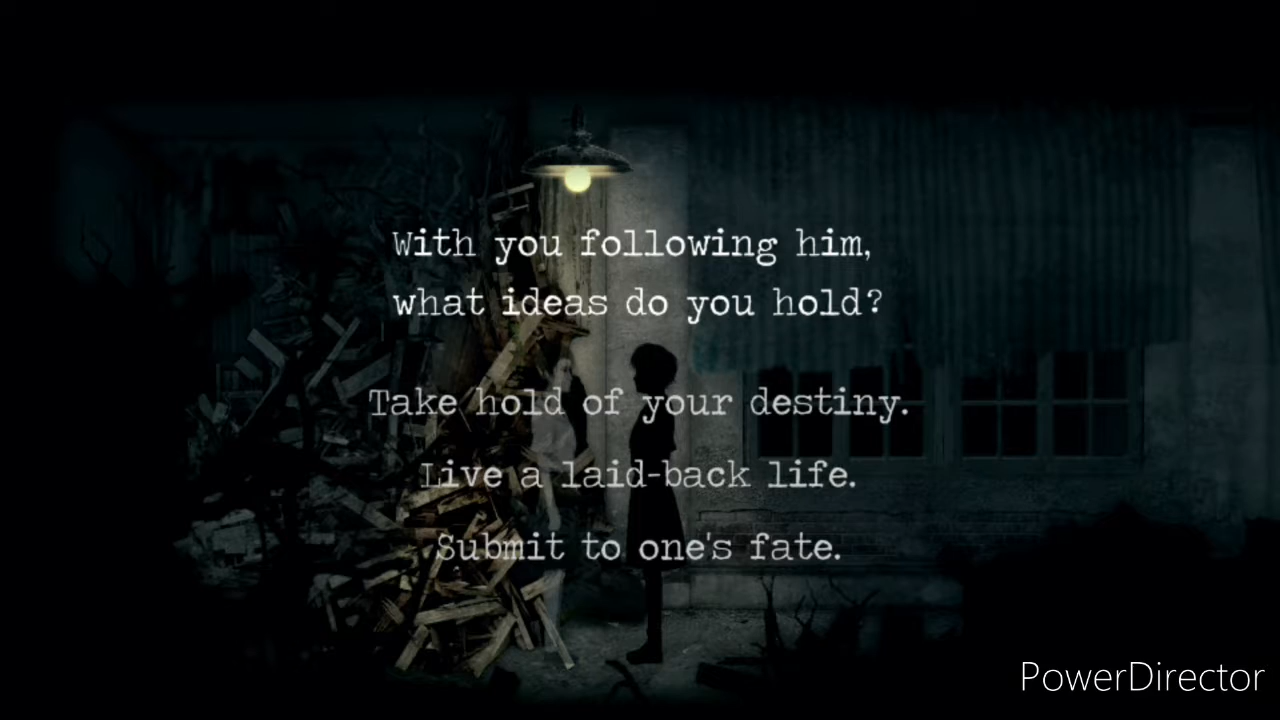 With you following him,
what ideas do you hold?
Take hold of your destiny.
Live a laid-back life.
Submit to one's fate.
PowerDirector